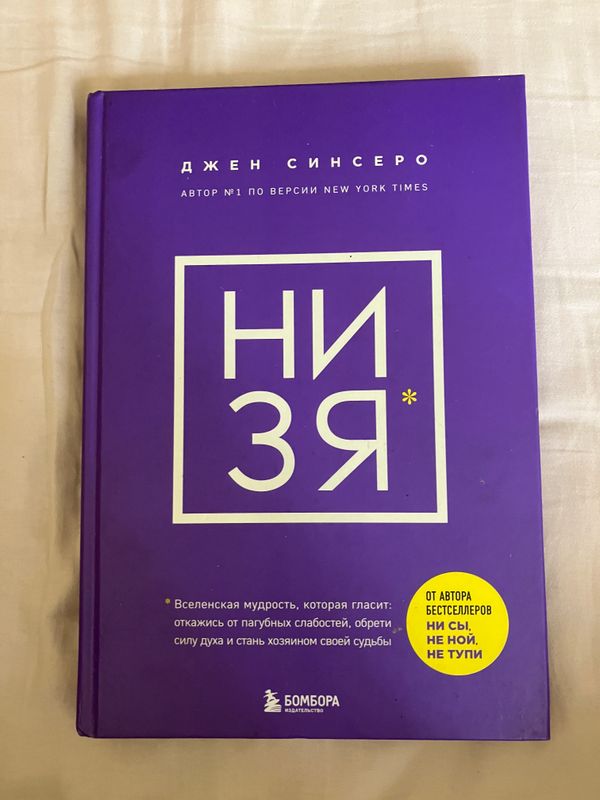 ДЖЕН СИНСЕРО
АВТОР №1 ПО ВЕРСИИ NEW YORK TIMES
НИ
ЗЯ*
* Вселенская мудрость, которая гласит:
откажись от пагубных слабостей, обрети
силу духа и стань хозяином своей судьбы
ОТ АВТОРА
БЕСТСЕЛЛЕРОВ
НИ СЫ,
НЕ НОЙ,
НЕ ТУПИ
БОМБОРА
ИЗДАТЕЛЬСТВО